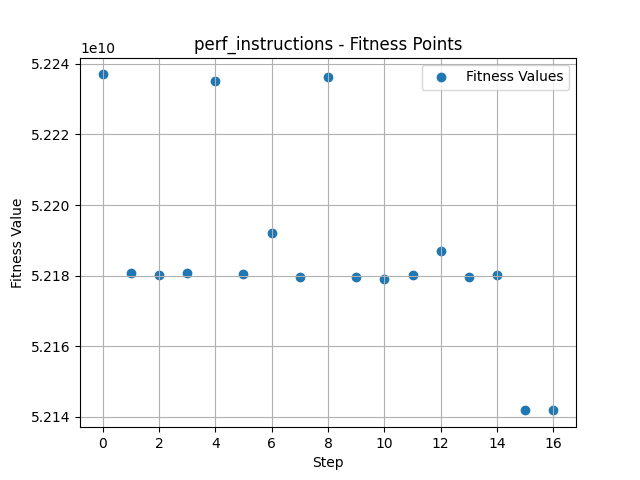 perf_instructions - Fitness Points
1e10
5.224
5.222
5.220
5.218
5.216
5.214
Fitness Value
Fitness Values
0 2 4 6 8 10 12 14 16
Step